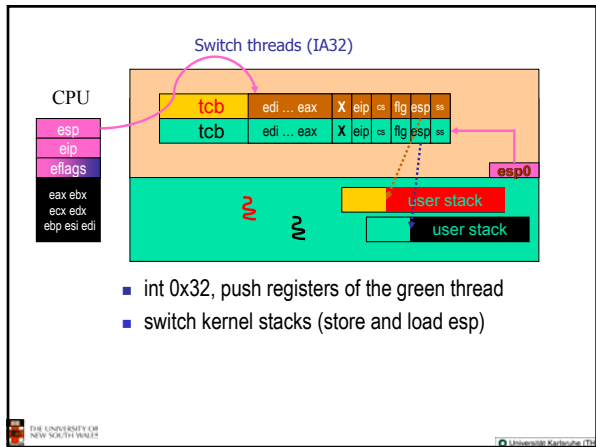 Switch threads (IA32)
CPU
esp
eip
eflags
eax ebx
ecx edx
ebp esi edi
tcb edi ... eax X eip cs flg esp ss
tcb edi ... eax X eip cs flg esp ss
esp0
user stack
user stack
int 0x32, push registers of the green thread
switch kernel stacks (store and load esp)
THE UNIVERSITY OF
NEW SOUTH WALES
© Universität Karlsruhe (TH